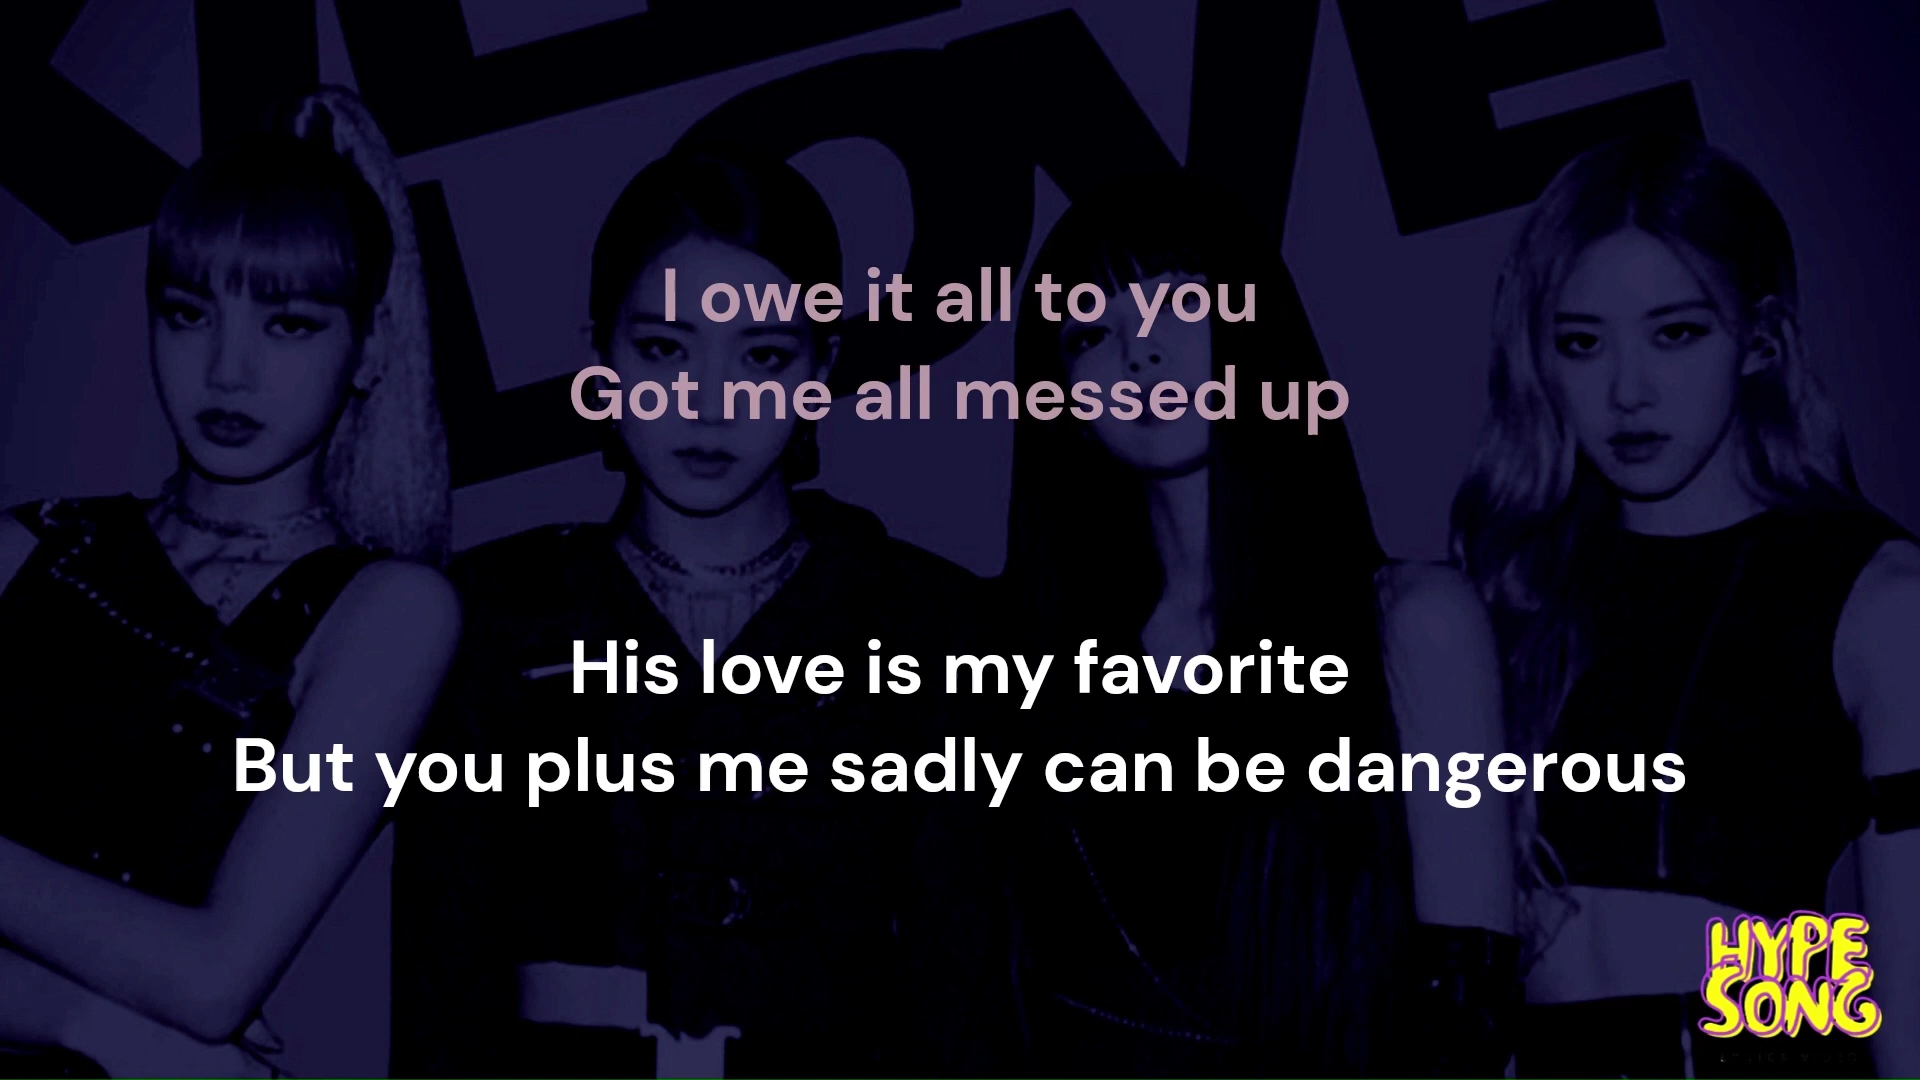 I owe it all to you
Got me all messed up
His love is my favorite
But you plus me sadly can be dangerous
HYPE
SONG